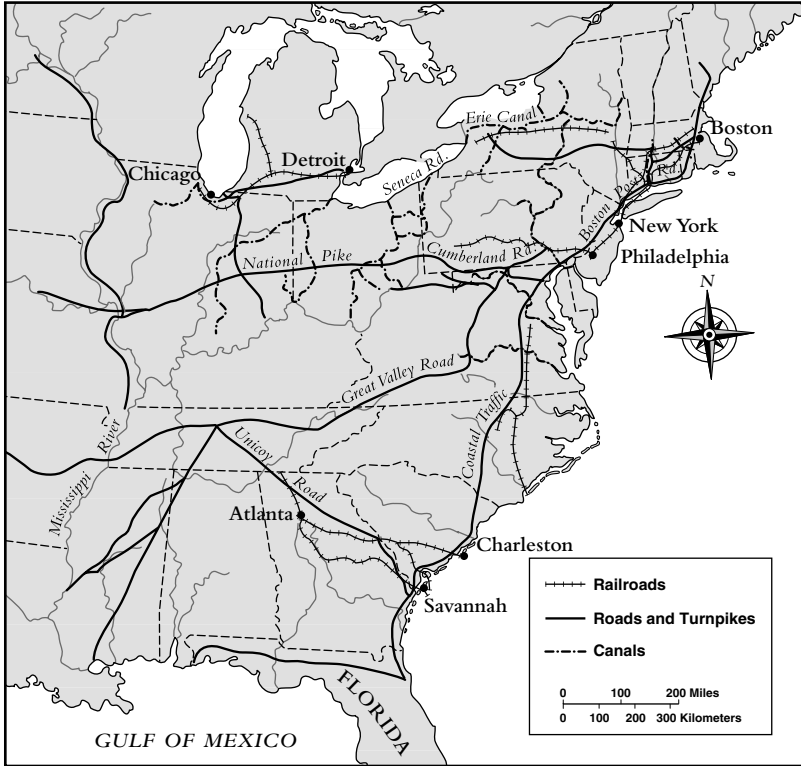 Erie Canal
Boston
Chicago
Detroit
Seneca Rd.
Boston Post Rd.
New York
Philadelphia
National Pike
Cumberland Rd.
N
Great Valley Road
Coastal Traffic
Mississippi River
Unicoy Road
Atlanta
Charleston
Savannah
FLORIDA
GULF OF MEXICO
Railroads
Roads and Turnpikes
Canals
0 100 200 Miles
0 100 200 300 Kilometers